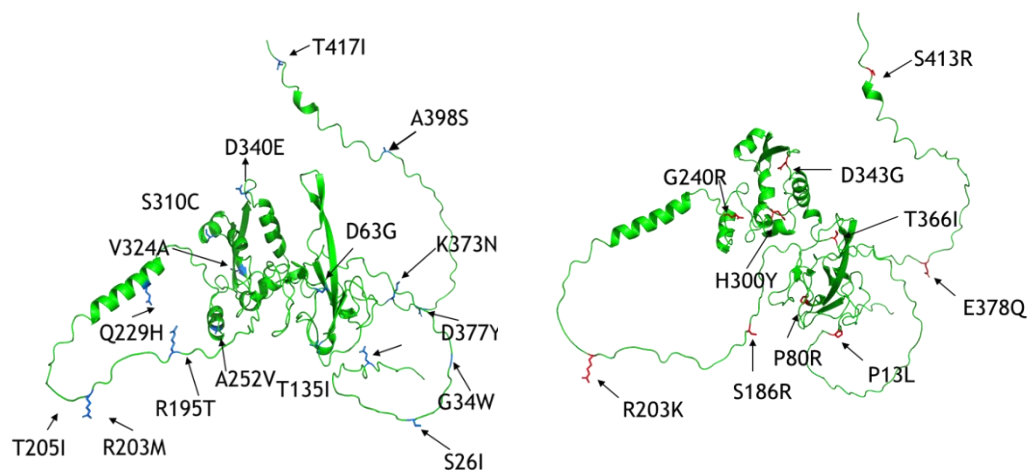 T417I
A398S
D340E
S310C
V324A
D63G
K373N
Q229H
D377Y
A252V
T135I
G34W
R195T
T205I
R203M
S26I
S413R
D343G
G240R
T366I
H300Y
E378Q
P80R
P13L
S186R
R203K